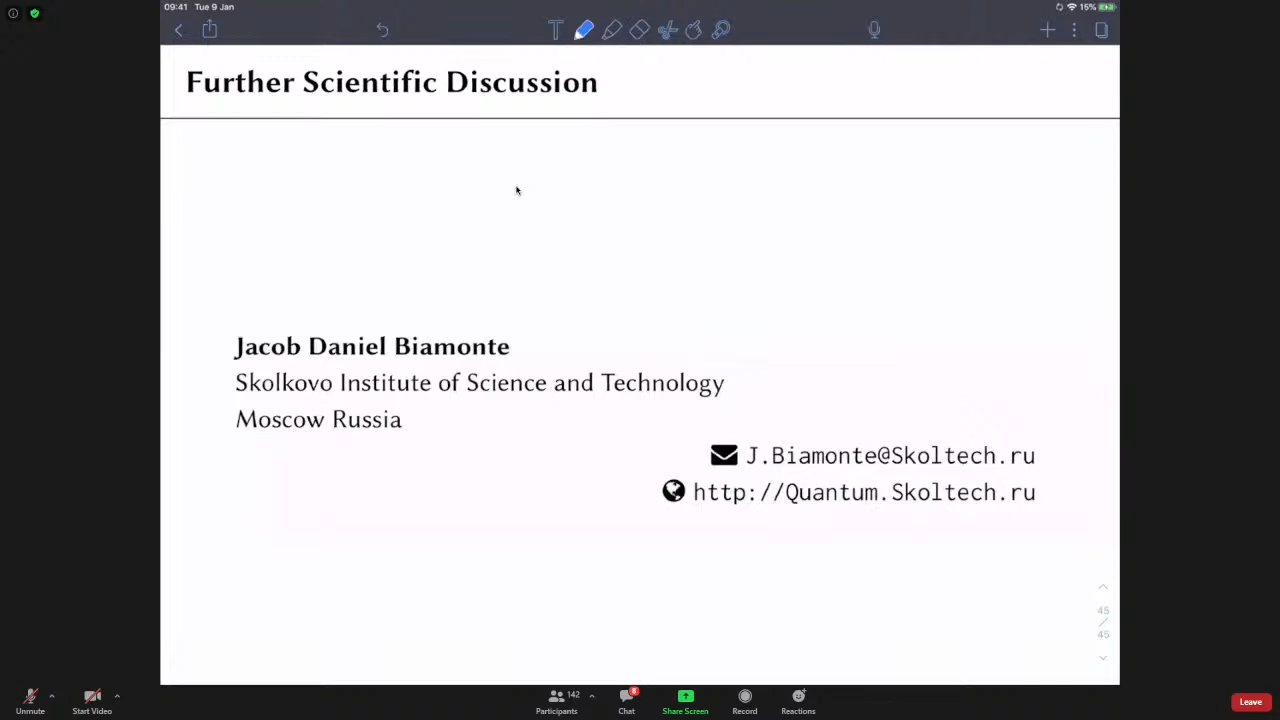 09:41 Tue 9 Jan
15%
T
Further Scientific Discussion
Jacob Daniel Biamonte
Skolkovo Institute of Science and Technology
Moscow Russia
J.Biamonte@Skoltech.ru
http://Quantum.Skoltech.ru
45
45
142
8
Unmute
Start Video
Participants
Chat
Share Screen
Record
Reactions
Leave